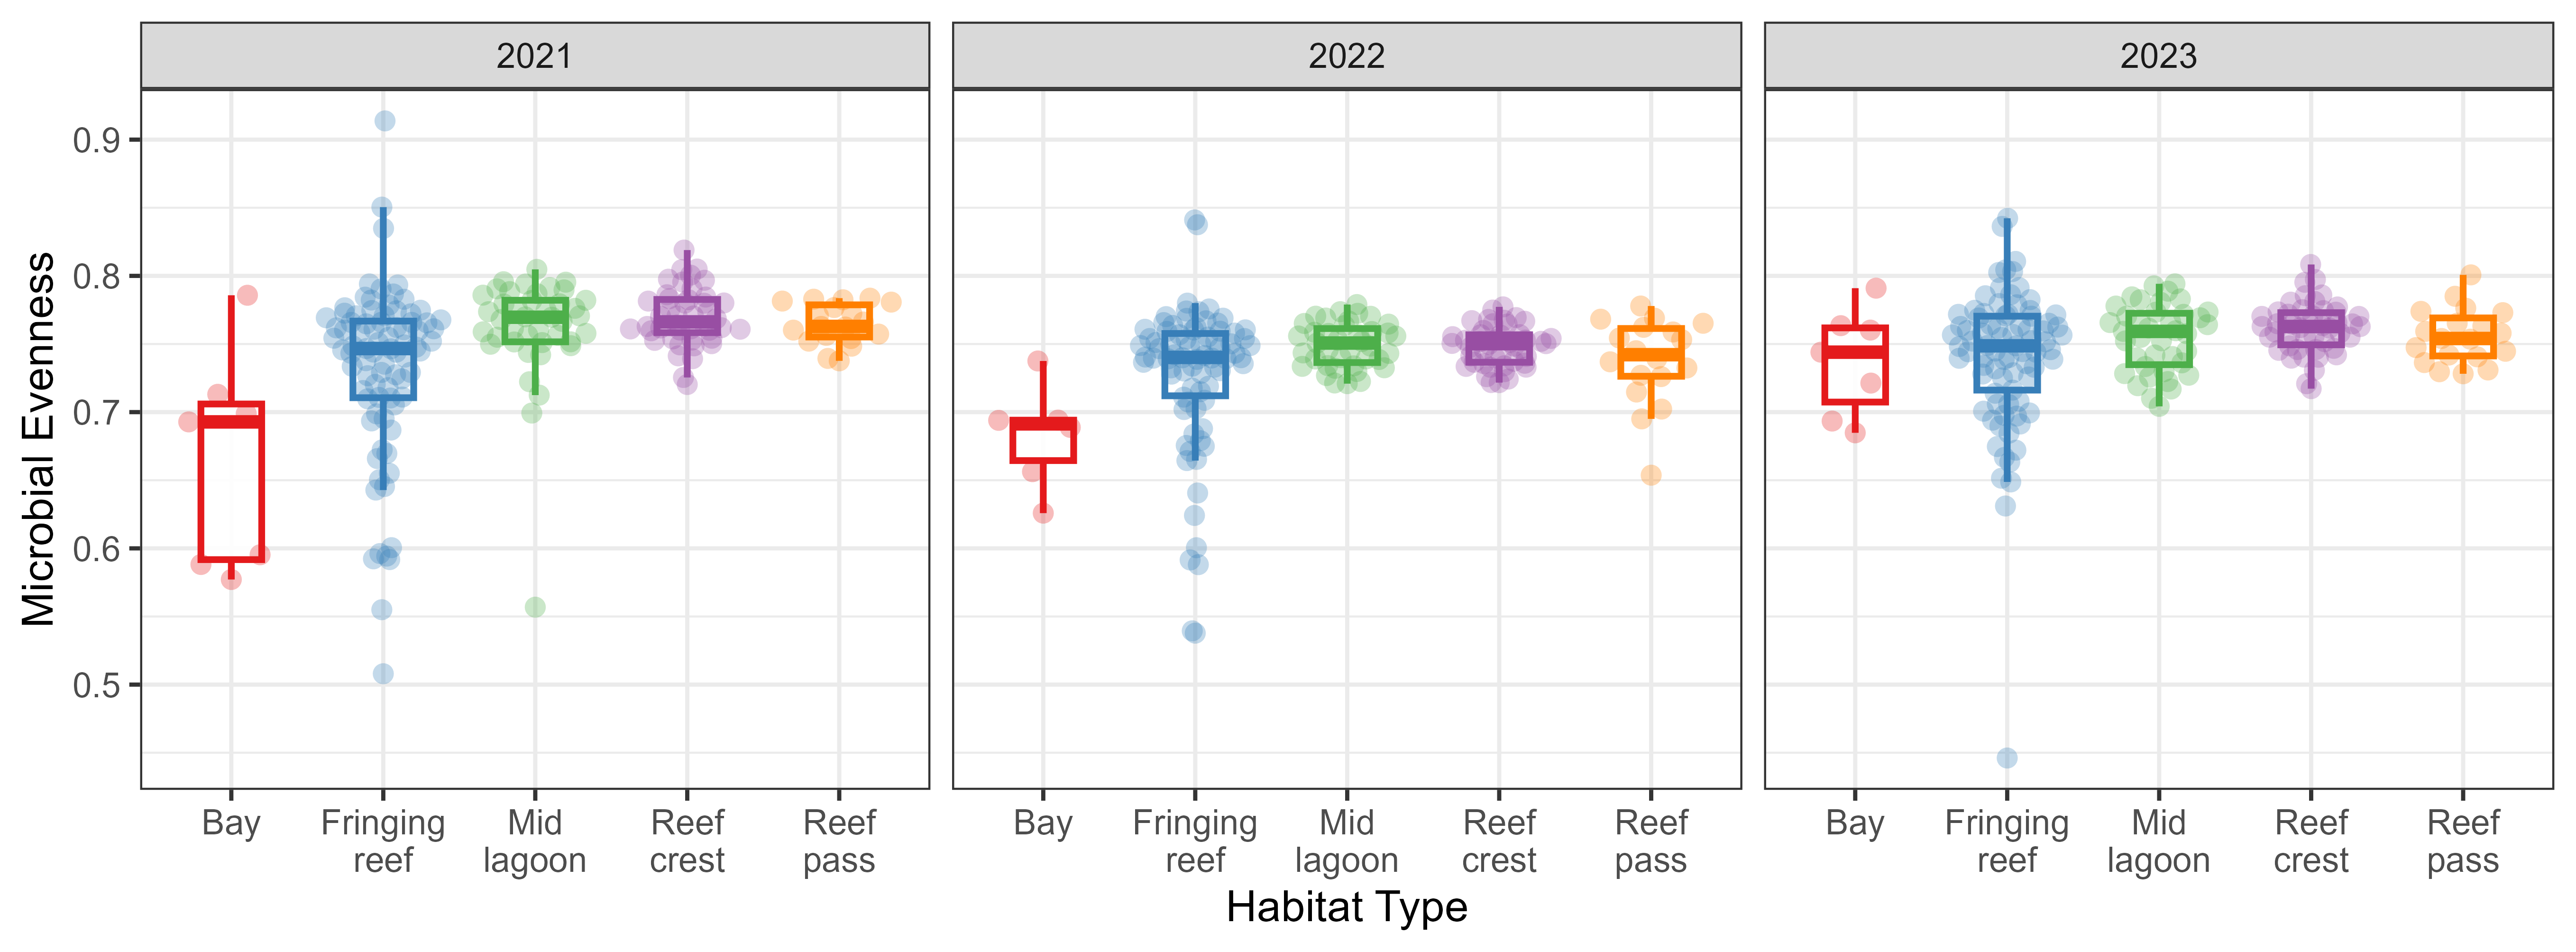 2021
2022
2023
Microbial Evenness
0.9
0.8
0.7
0.6
0.5
Bay
Fringing
reef
Mid
lagoon
Reef
crest
Reef
pass
Bay
Fringing
reef
Mid
lagoon
Reef
crest
Reef
pass
Bay
Fringing
reef
Mid
lagoon
Reef
crest
Reef
pass
Habitat Type